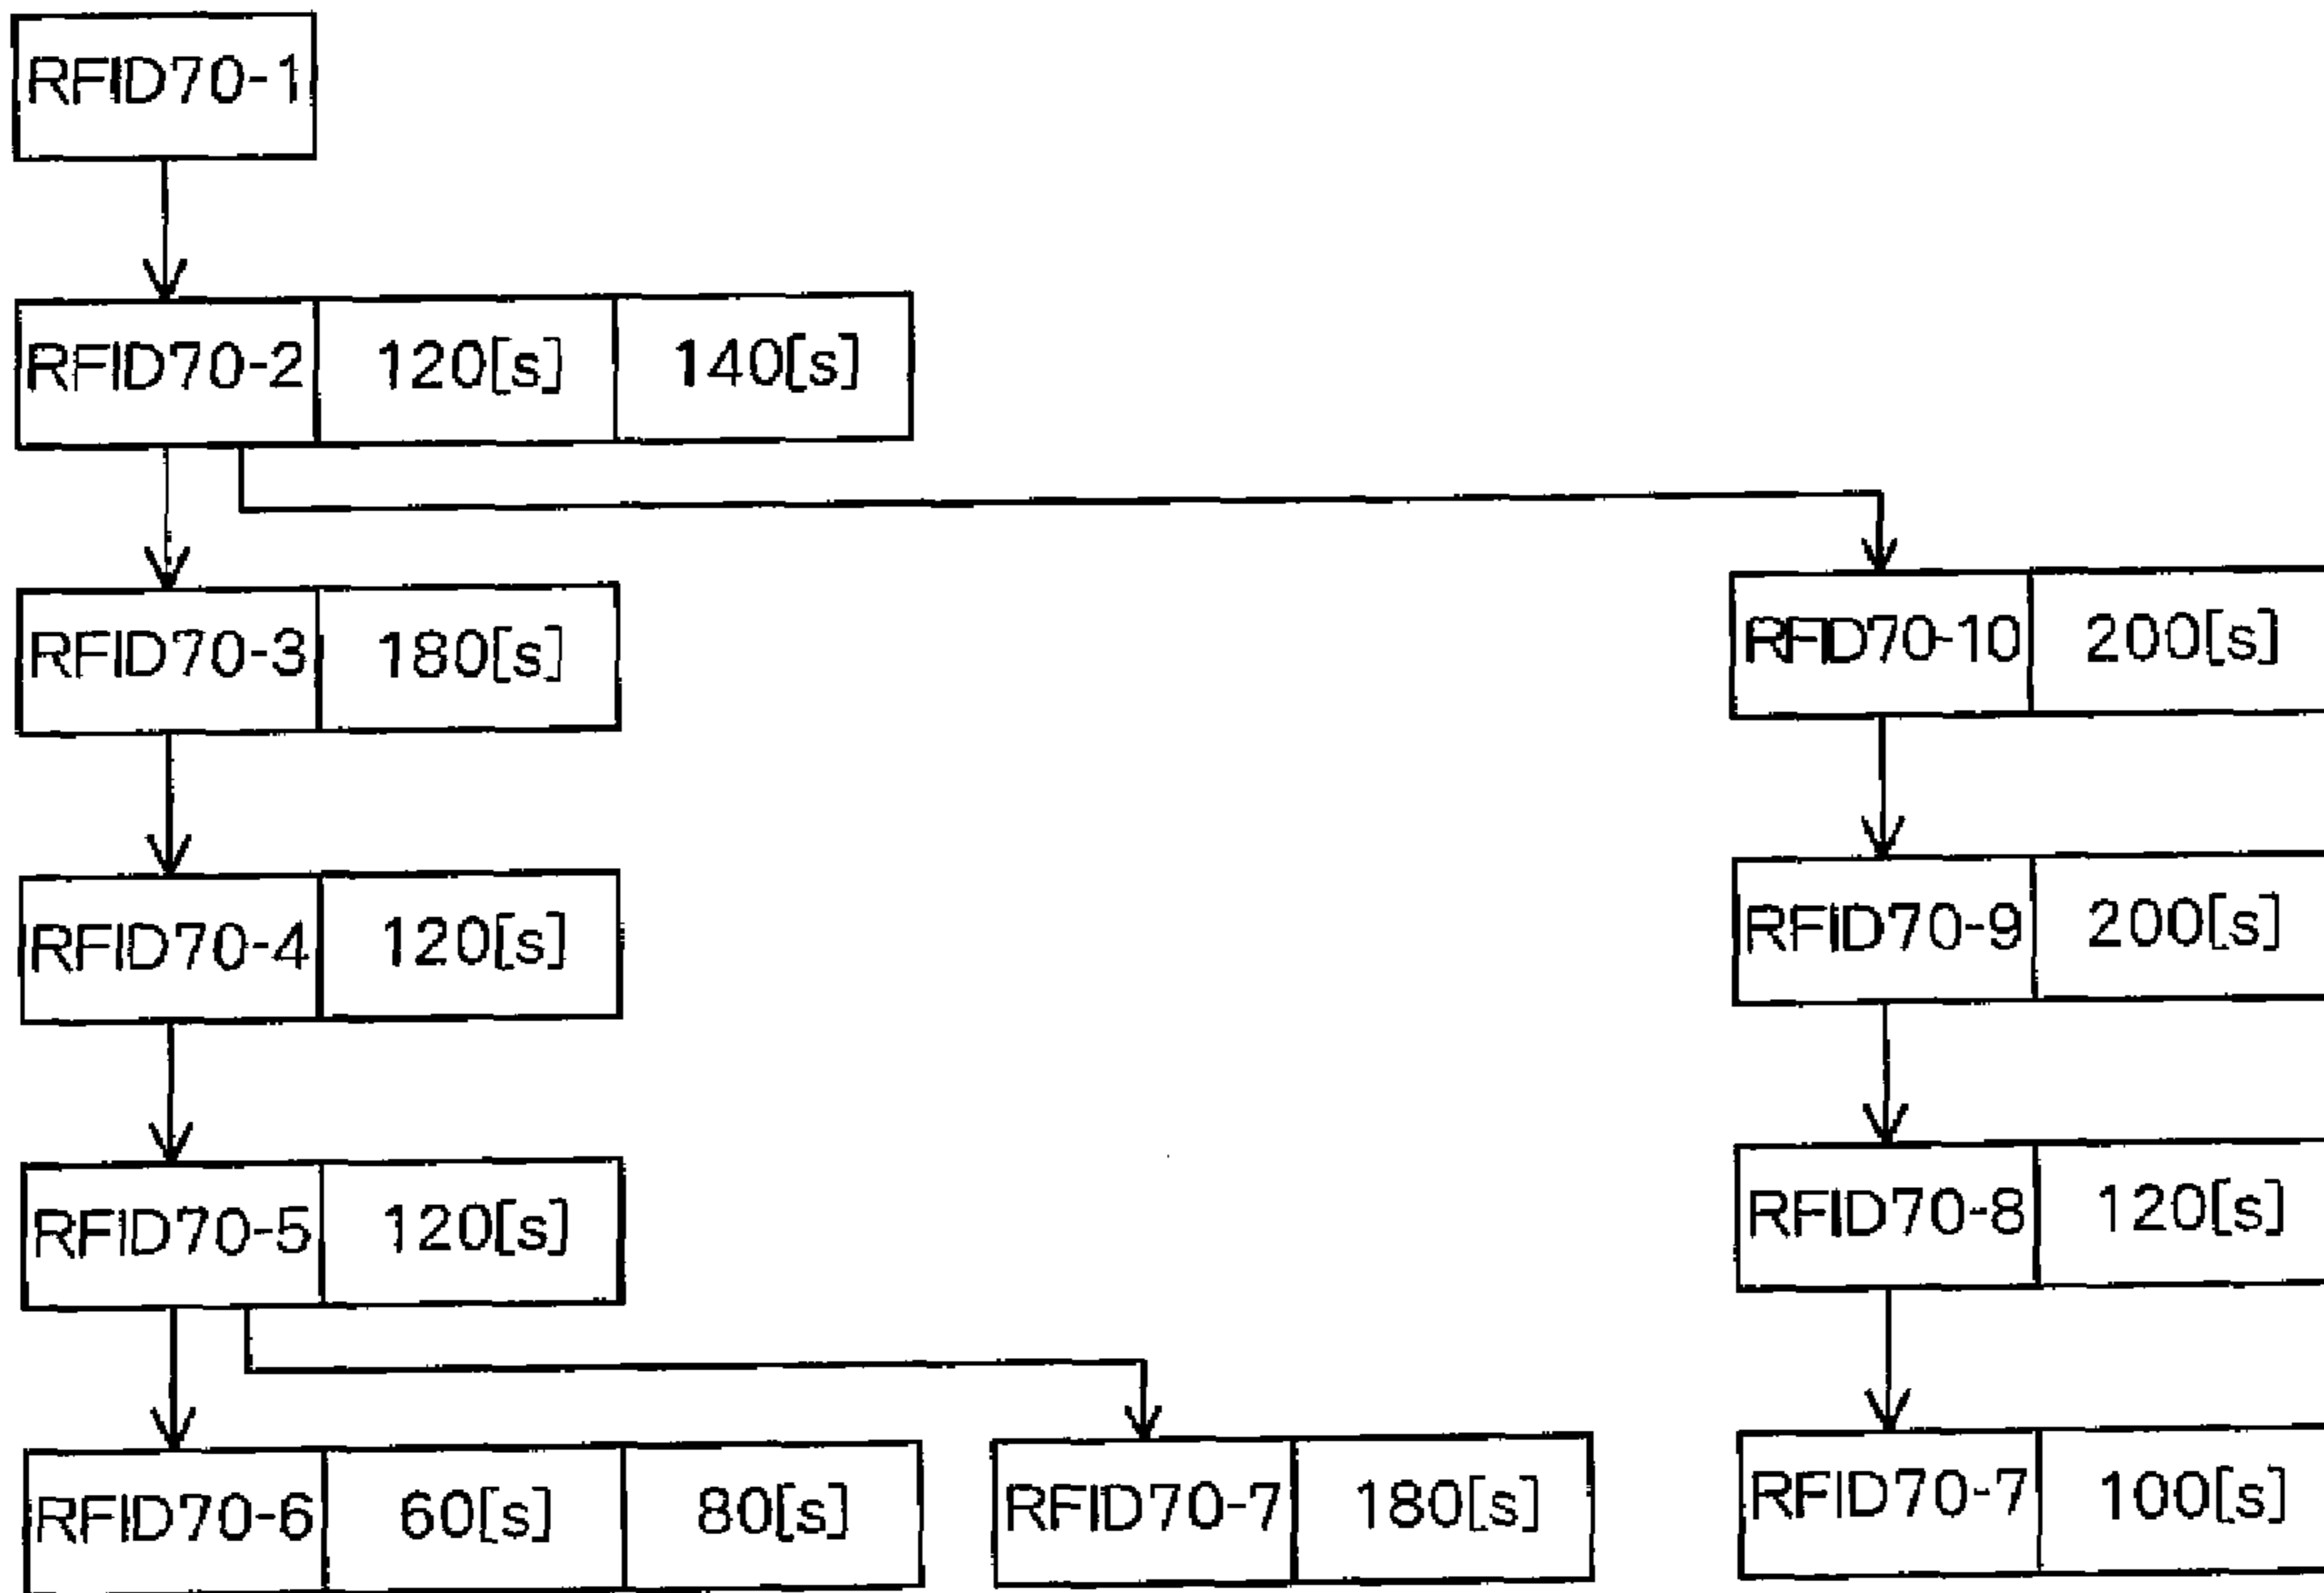 RFID70-1
RFID70-2 120[s] 140[s]
RFID70-3 180[s] RFID70-10 200[s]
RFID70-4 120[s] RFID70-9 200[s]
RFID70-5 120[s] RFID70-8 120[s]
RFID70-6 60[s] 80[s] RFID70-7 180[s] RFID70-7 100[s]